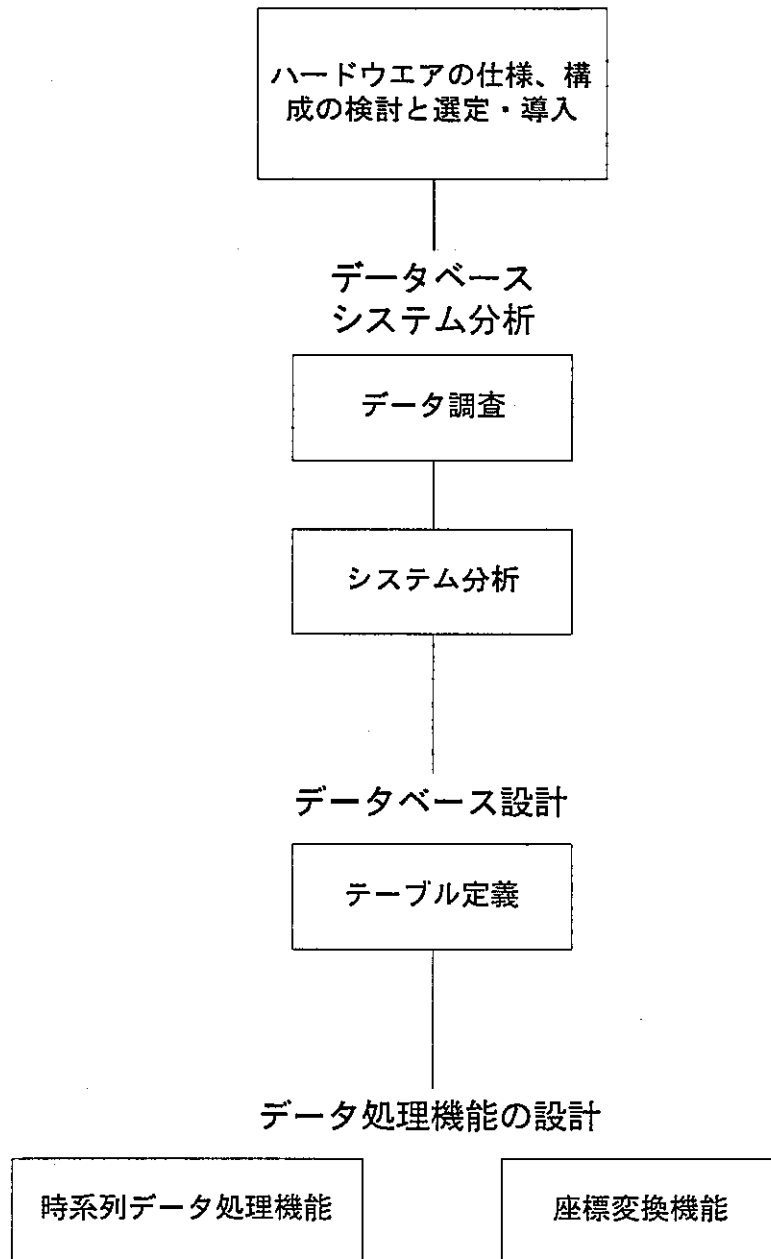 ハードウエアの仕様、構
成の検討と選定・導入
データベース
システム分析
データ調査
システム分析
データベース設計
テーブル定義
データ処理機能の設計
時系列データ処理機能
座標変換機能